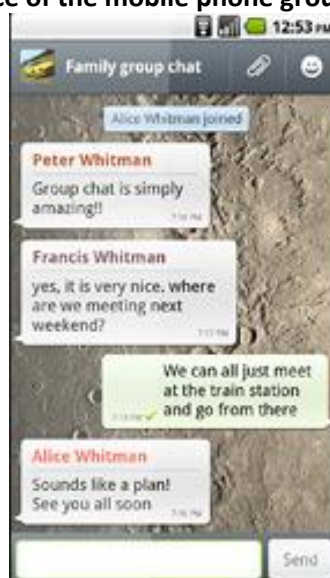 ce of the mobile phone grou
12:53 PM
Family group chat
Alice Whitman joined
Peter Whitman
Group chat is simply
amazing!!
Francis Whitman
yes, it is very nice. where
are we meeting next
weekend?
We can all just meet
at the train station
and go from there
Alice Whitman
Sounds like a plan!
See you all soon
Send